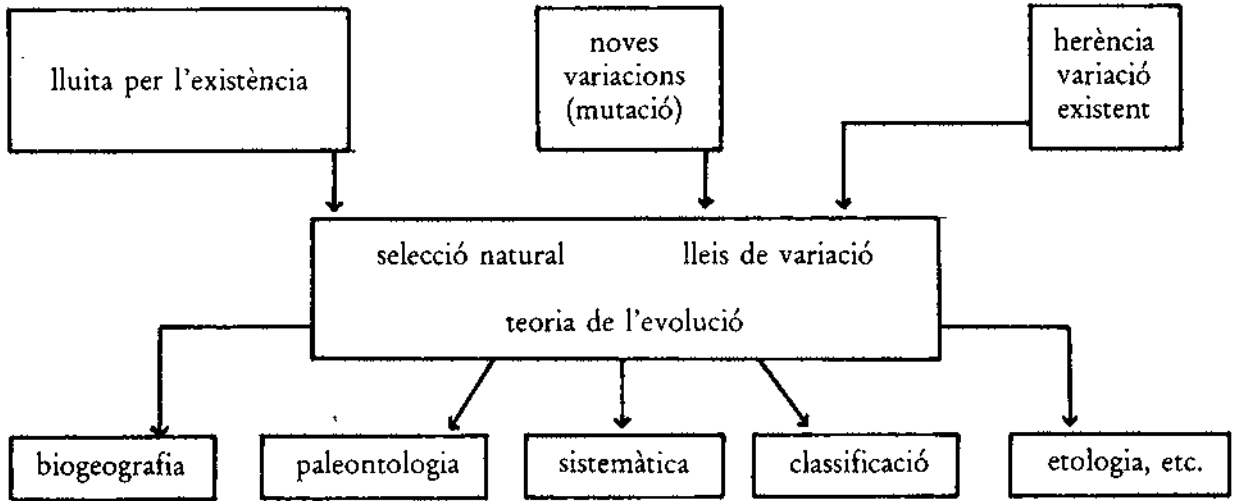 lluita per l'existència
noves
variacions
(mutació)
herència
variació
existent
selecció natural
lleis de variació
teoria de l'evolució
biogeografia
paleontologia
sistemàtica
classificació
etologia, etc.